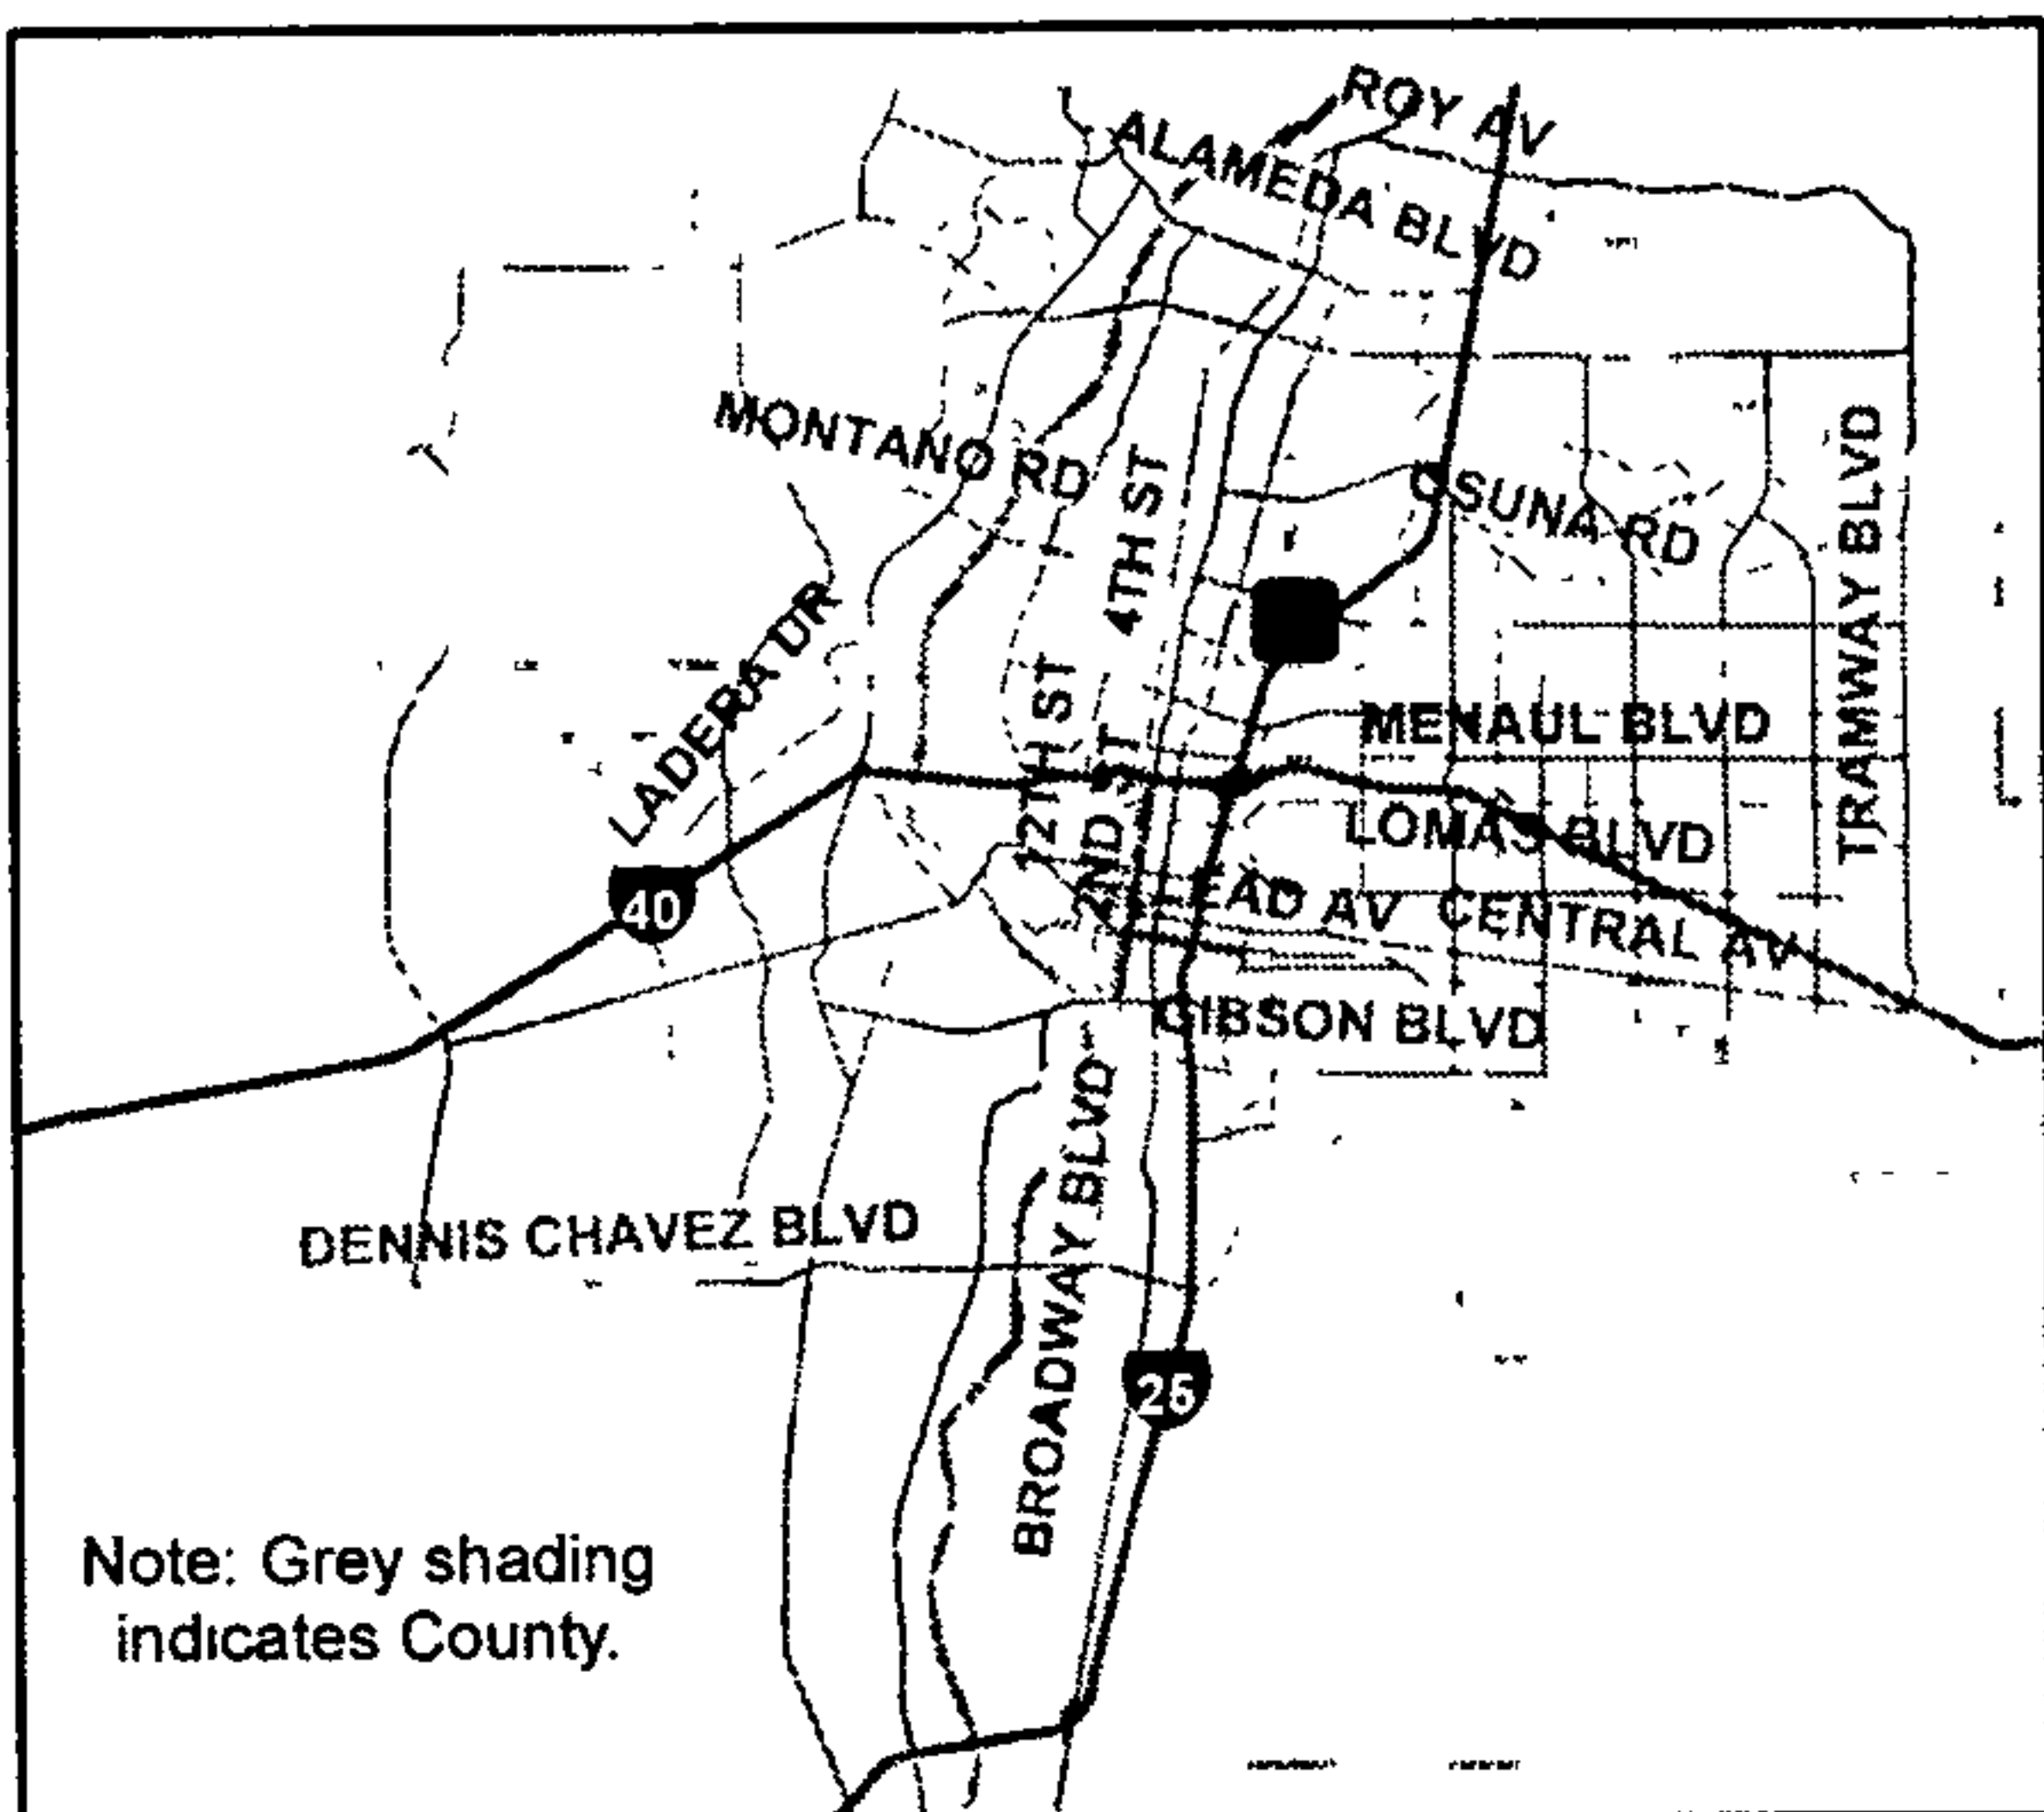 ROY AV
ALAMEDA BLVD
MONTANO RD
OSUNA RD
4TH ST
TRAMWAY BLVD
LADERA DR
12TH ST
MENAUL BLVD
2ND ST
LOMAS BLVD
40
LEAD AV
CENTRAL AV
GIBSON BLVD
BROADWAY BLVD
DENNIS CHAVEZ BLVD
25
Note: Grey shading
indicates County.